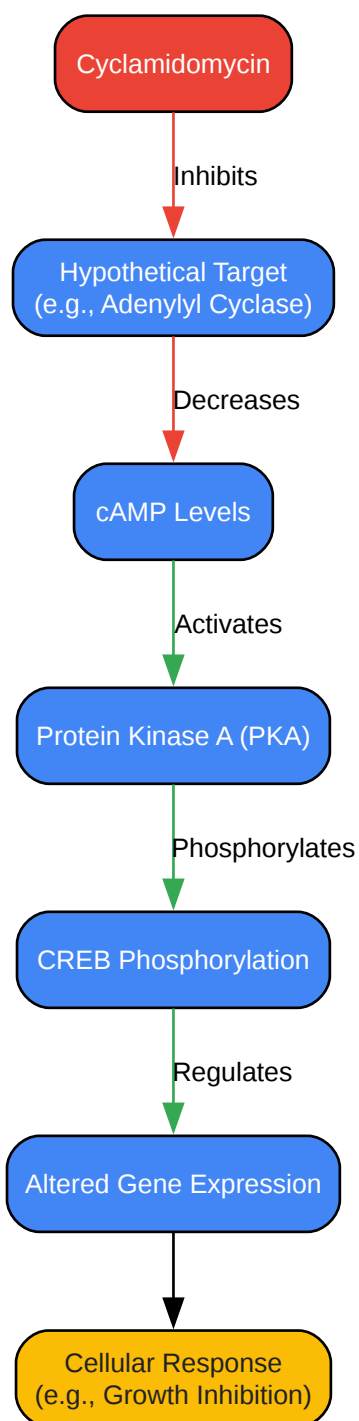 Cyclamidomycin
Inhibits
Hypothetical Target
(e.g., Adenylyl Cyclase)
Decreases
cAMP Levels
Activates
Protein Kinase A (PKA)
Phosphorylates
CREB Phosphorylation
Regulates
Altered Gene Expression
Cellular Response
(e.g., Growth Inhibition)